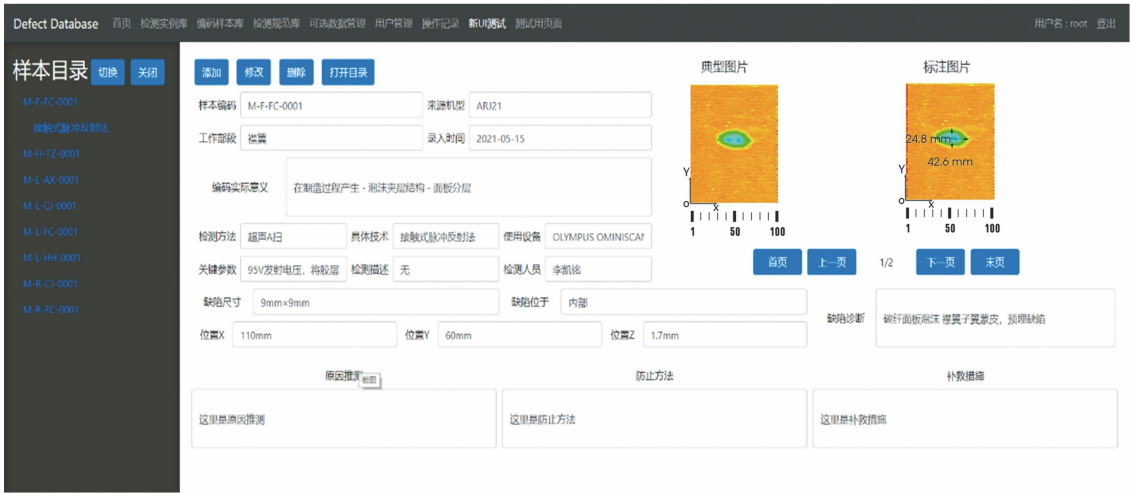 Defect Database 首页 检测实例库 编码样本库 检测规范库 可选数据管理 用户管理 操作记录 新UI测试 测试用页面 用户名 : root 登出
样本目录 切换 关闭
M-F-FC-0001
接触式脉冲反射法
M-H-TZ-0001
M-L-AX-0001
M-L-CJ-0001
M-L-FC-0001
M-L-HH-0001
M-R-CJ-0001
M-R-FC-0001
添加 修改 删除 打开目录
样本编码 M-F-FC-0001 来源机型 ARJ21
工作部段 襟翼 录入时间 2021-05-15
编码实际意义 在制造过程产生 - 泡沫夹层结构 - 面板分层
检测方法 超声A扫 具体技术 接触式脉冲反射法 使用设备 OLYMPUS OMINISCAN
关键参数 95V发射电压, 将胶层 检测描述 无 检测人员 李凯铭
缺陷尺寸 9mm×9mm 缺陷位于 内部
位置X 110mm 位置Y 60mm 位置Z 1.7mm
典型图片
Y
O X
1 50 100
标注图片
24.8 mm
42.6 mm
Y
O X
1 50 100
首页 上一页 1/2 下一页 末页
缺陷诊断 碳纤面板泡沫 襟翼子翼蒙皮, 预埋缺陷
原因推测 截图
这里是原因推测
防止方法
这里是防止方法
补救措施
这里是补救措施